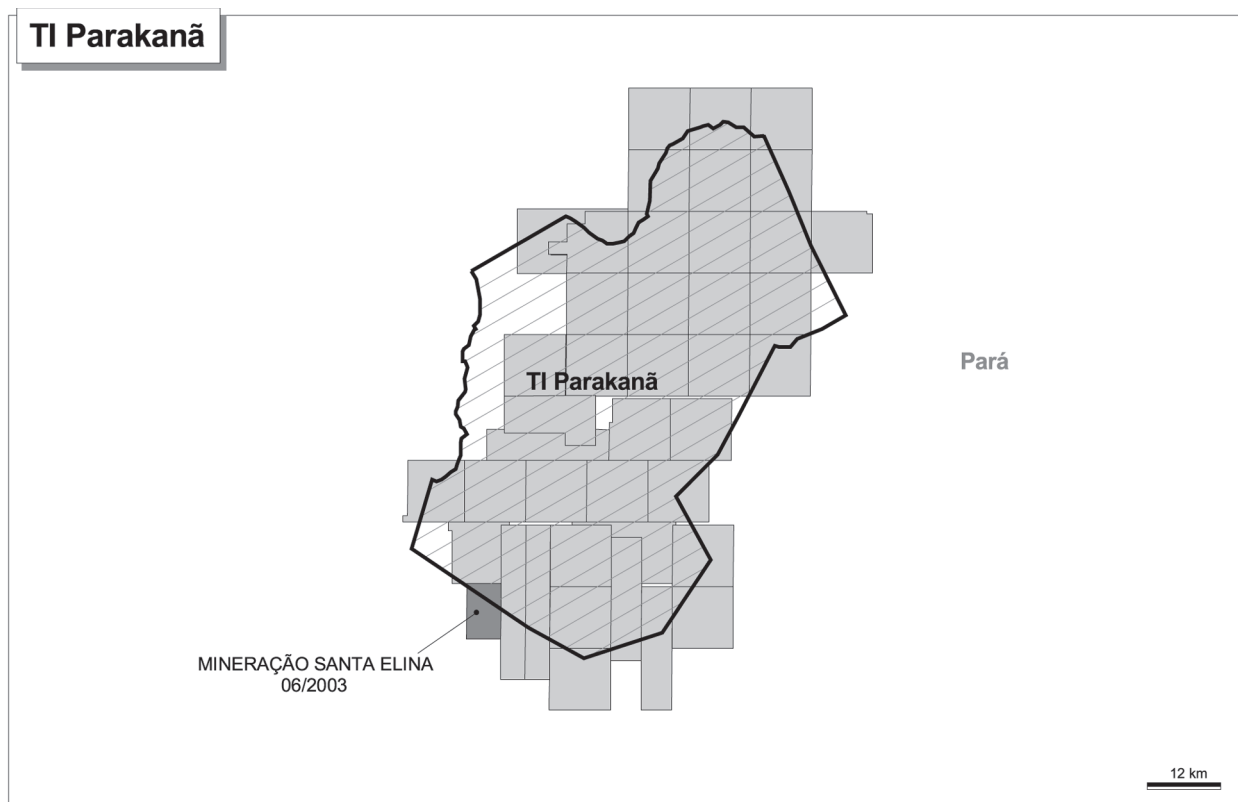 TI Parakanã
TI Parakanã
Pará
MINERAÇÃO SANTA ELINA
06/2003
12 km